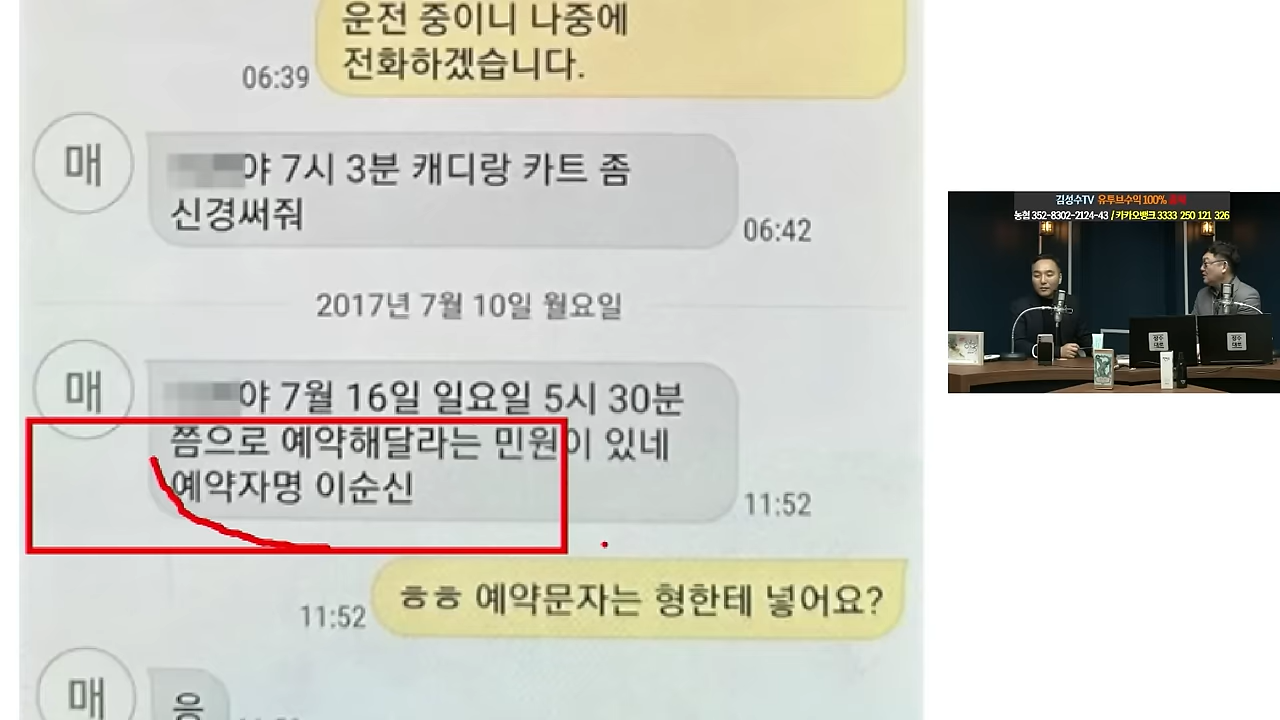 운전 중이니 나중에
전화하겠습니다.
06:39
매
야 7시 3분 캐디랑 카트 좀
신경써줘
06:42
2017년 7월 10일 월요일
매
야 7월 16일 일요일 5시 30분
쯤으로 예약해달라는 민원이 있네
예약자명 이순신
11:52
ㅎㅎ 예약문자는 형한테 넣어요?
11:52
매
응
김성수TV 유투브수익100%
농협 352-8302-2124-43 / 카카오뱅크 3333 250 121 326